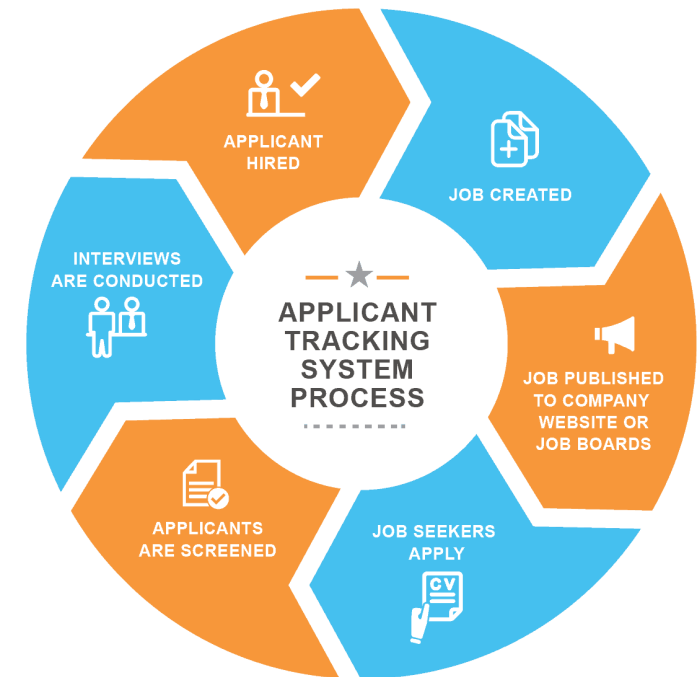 APPLICANT
TRACKING
SYSTEM
PROCESS
JOB CREATED
JOB PUBLISHED
TO COMPANY
WEBSITE OR
JOB BOARDS
JOB SEEKERS
APPLY
CV
APPLICANTS
ARE SCREENED
INTERVIEWS
ARE CONDUCTED
APPLICANT
HIRED